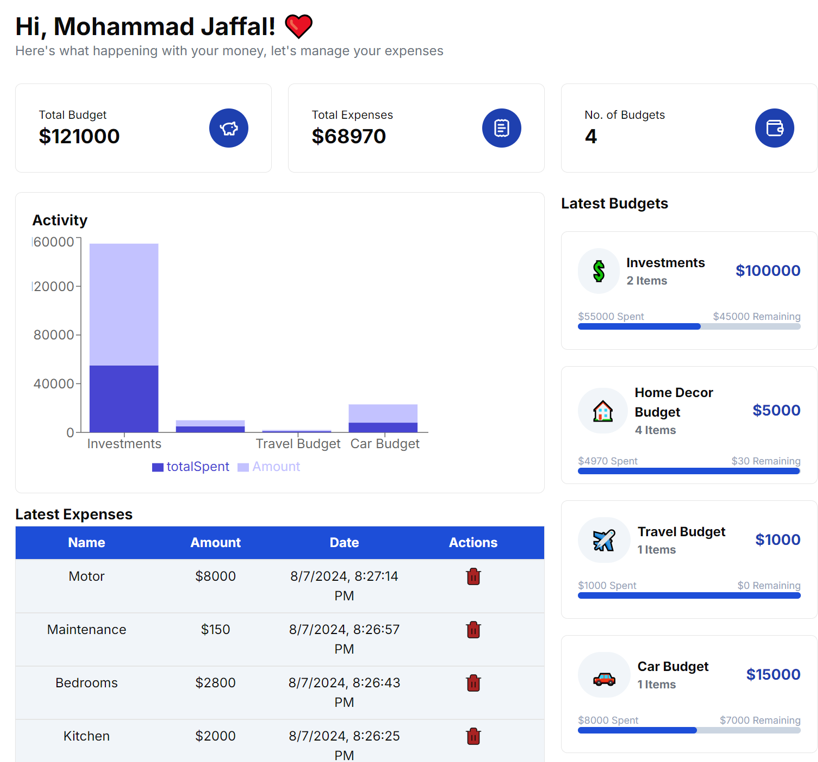 Hi, Mohammad Jaffal! ❤️
Here's what happening with your money, let's manage your expenses
Total Budget
$121000
Total Expenses
$68970
No. of Budgets
4
Activity
60000
20000
80000
40000
0
Investments
Travel Budget
Car Budget
totalSpent
Amount
Latest Expenses
Name Amount Date Actions
Motor $8000 8/7/2024, 8:27:14
PM
Maintenance $150 8/7/2024, 8:26:57
PM
Bedrooms $2800 8/7/2024, 8:26:43
PM
Kitchen $2000 8/7/2024, 8:26:25
PM
Latest Budgets
Investments
2 Items
$100000
$55000 Spent $45000 Remaining
Home Decor
Budget
4 Items
$5000
$4970 Spent $30 Remaining
Travel Budget
1 Items
$1000
$1000 Spent $0 Remaining
Car Budget
1 Items
$15000
$8000 Spent $7000 Remaining